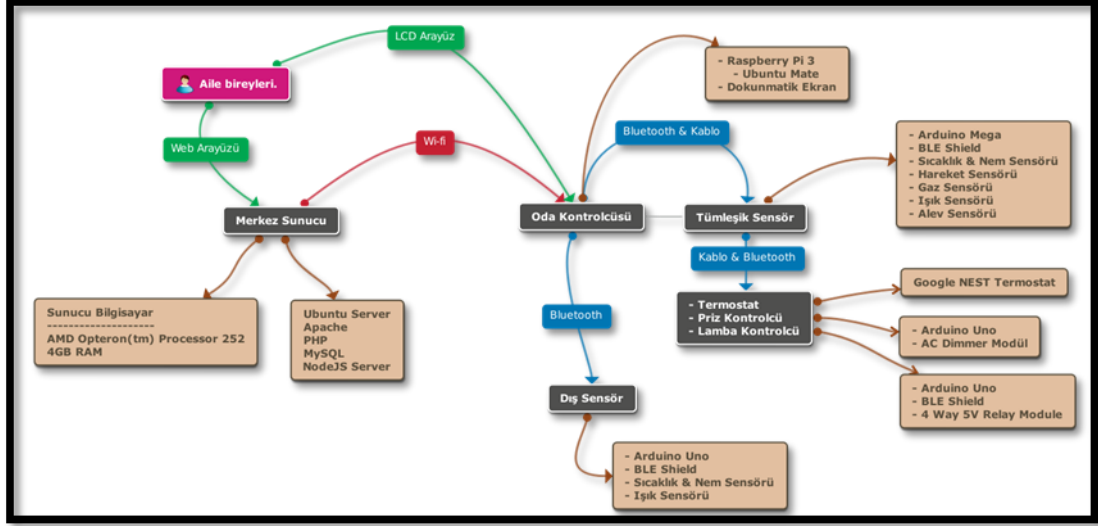 LCD Arayüz
- Raspberry Pi 3
- Ubuntu Mate
- Dokunmatik Ekran
Aile bireyleri.
Bluetooth & Kablo
Web Arayüzü
Wi-fi
- Arduino Mega
- BLE Shield
- Sıcaklık & Nem Sensörü
- Hareket Sensörü
- Gaz Sensörü
- Işık Sensörü
- Alev Sensörü
Merkez Sunucu
Oda Kontrolcüsü
Tümleşik Sensör
Kablo & Bluetooth
Google NEST Termostat
- Termostat
- Priz Kontrolcü
- Lamba Kontrolcü
Sunucu Bilgisayar
---------------------
AMD Opteron(tm) Processor 252
4GB RAM
Ubuntu Server
Apache
PHP
MySQL
NodeJS Server
Bluetooth
- Arduino Uno
- AC Dimmer Modül
- Arduino Uno
- BLE Shield
- 4 Way 5V Relay Module
Dış Sensör
- Arduino Uno
- BLE Shield
- Sıcaklık & Nem Sensörü
- Işık Sensörü